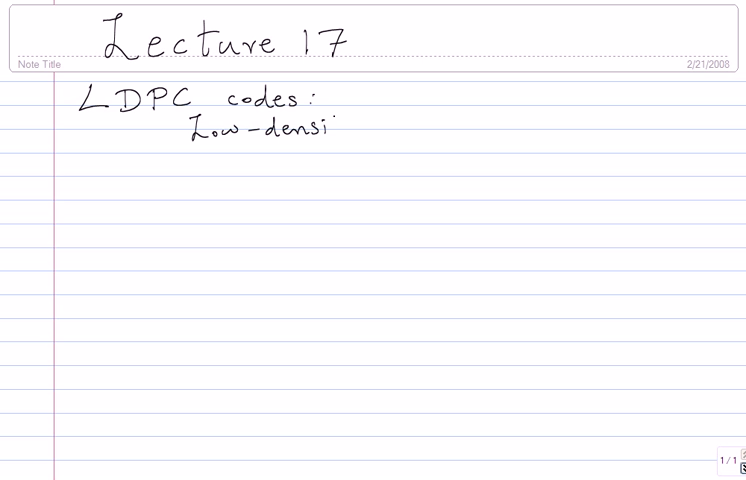 Lecture 17
Note Title
2/21/2008
LDPC codes:
Low-densi
1/1